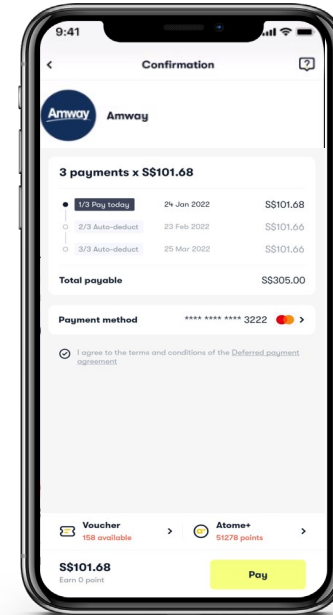 9:41
Confirmation
Amway Amway
3 payments x S$101.68
1/3 Pay today 24 Jan 2022 S$101.68
2/3 Auto-deduct 23 Feb 2022 S$101.66
3/3 Auto-deduct 25 Mar 2022 S$101.66
Total payable S$305.00
Payment method **** **** **** 3222
I agree to the terms and conditions of the Deferred payment
agreement
Voucher Atome+
158 available 51278 points
S$101.68 Pay
Earn 0 point